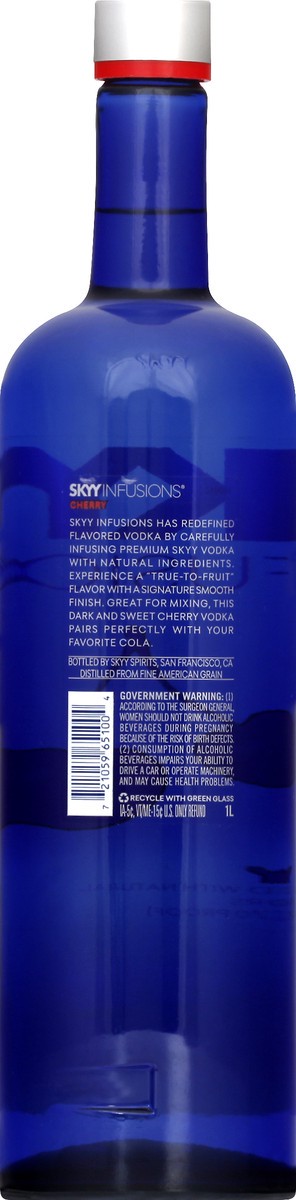 SKYY INFUSIONS®
CHERRY
SKYY INFUSIONS HAS REDEFINED
FLAVORED VODKA BY CAREFULLY
INFUSING PREMIUM SKYY VODKA
WITH NATURAL INGREDIENTS.
EXPERIENCE A "TRUE-TO-FRUIT"
FLAVOR WITH A SIGNATURE SMOOTH
FINISH. GREAT FOR MIXING, THIS
DARK AND SWEET CHERRY VODKA
PAIRS PERFECTLY WITH YOUR
FAVORITE COLA.
BOTTLED BY SKYY SPIRITS, SAN FRANCISCO, CA
DISTILLED FROM FINE AMERICAN GRAIN
GOVERNMENT WARNING: (1)
ACCORDING TO THE SURGEON GENERAL,
WOMEN SHOULD NOT DRINK ALCOHOLIC
BEVERAGES DURING PREGNANCY
BECAUSE OF THE RISK OF BIRTH DEFECTS.
(2) CONSUMPTION OF ALCOHOLIC
BEVERAGES IMPAIRS YOUR ABILITY TO
DRIVE A CAR OR OPERATE MACHINERY,
AND MAY CAUSE HEALTH PROBLEMS.
RECYCLE WITH GREEN GLASS
IA-5¢, VT/ME-15¢ U.S. ONLY REFUND 1L
7 21059 65100 4